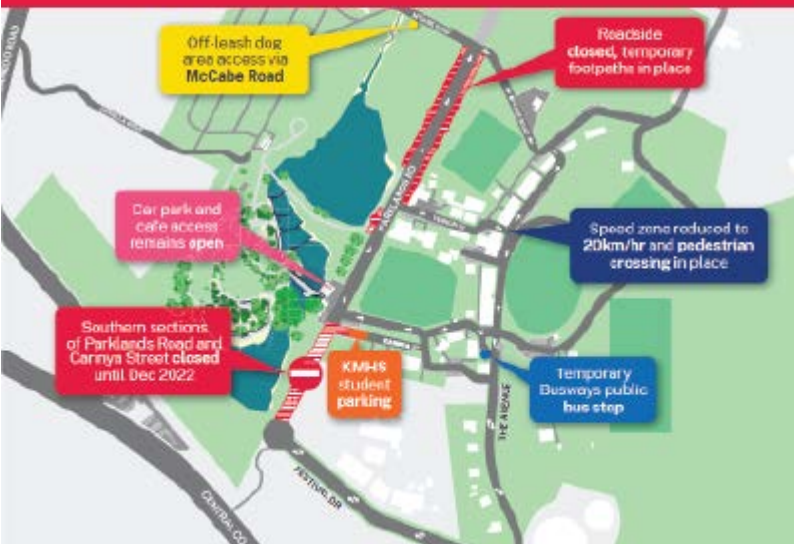 Off-leash dog
area access via
McCabe Road
Roadside
closed, temporary
footpaths in place
PARKLANDS RD
Car park and
cafe access
remains open
Speed zone reduced to
20km/hr and pedestrian
crossing in place
Southern sections
of Parklands Road and
Carinya Street closed
until Dec 2022
KMHS
student
parking
Temporary
Busways public
bus stop
THE AVENUE
FESTIVAL DR
CENTRAL CO